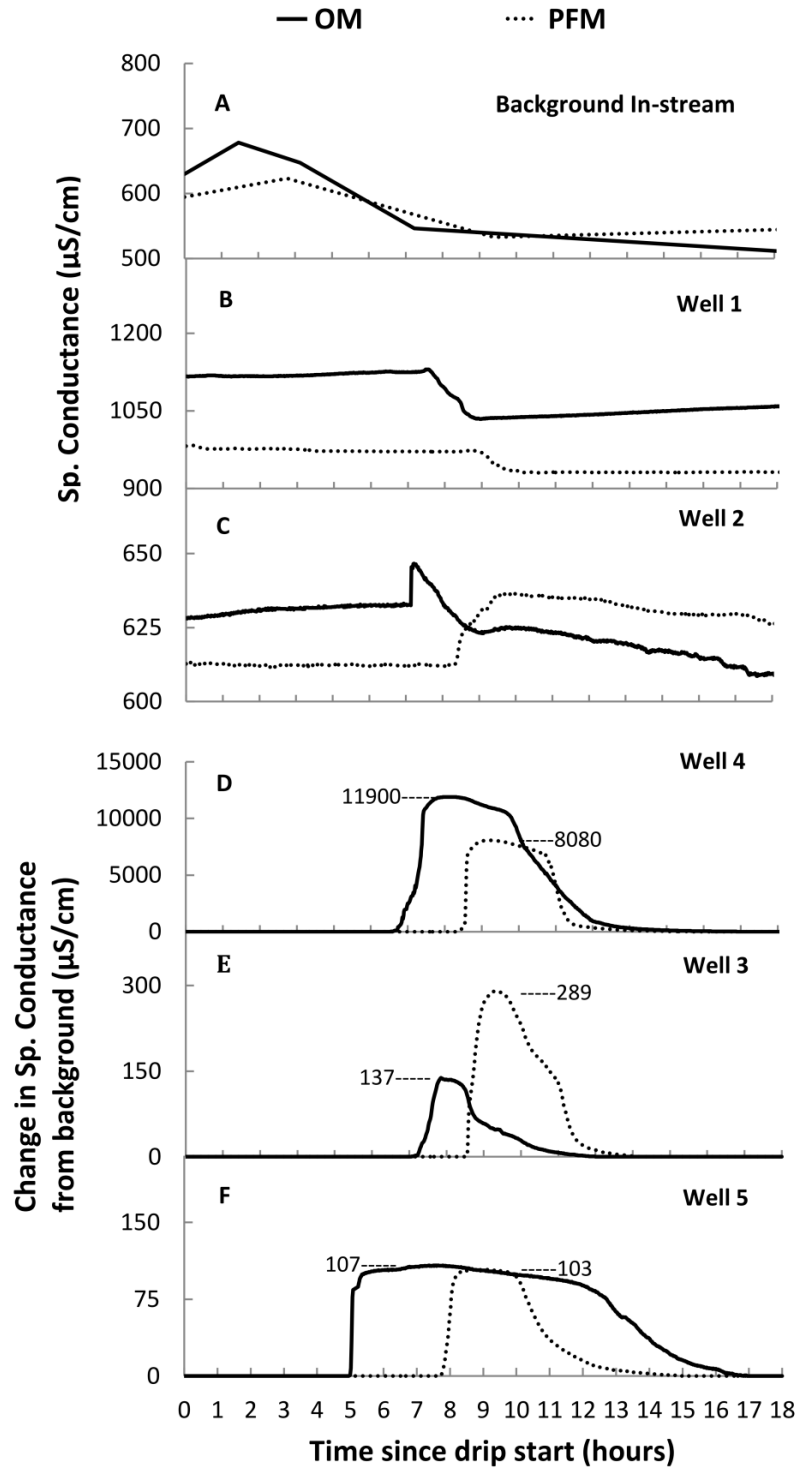 OM PFM
A Background In-stream
800
700
600
500
B Well 1
1200
1050
900
C Well 2
650
625
600
Sp. Conductance (µS/cm)
D Well 4
15000
10000
5000
0
11900
8080
E Well 3
300
150
0
289
137
F Well 5
150
75
0
107
103
Change in Sp. Conductance
from background (µS/cm)
0 1 2 3 4 5 6 7 8 9 10 11 12 13 14 15 16 17 18
Time since drip start (hours)